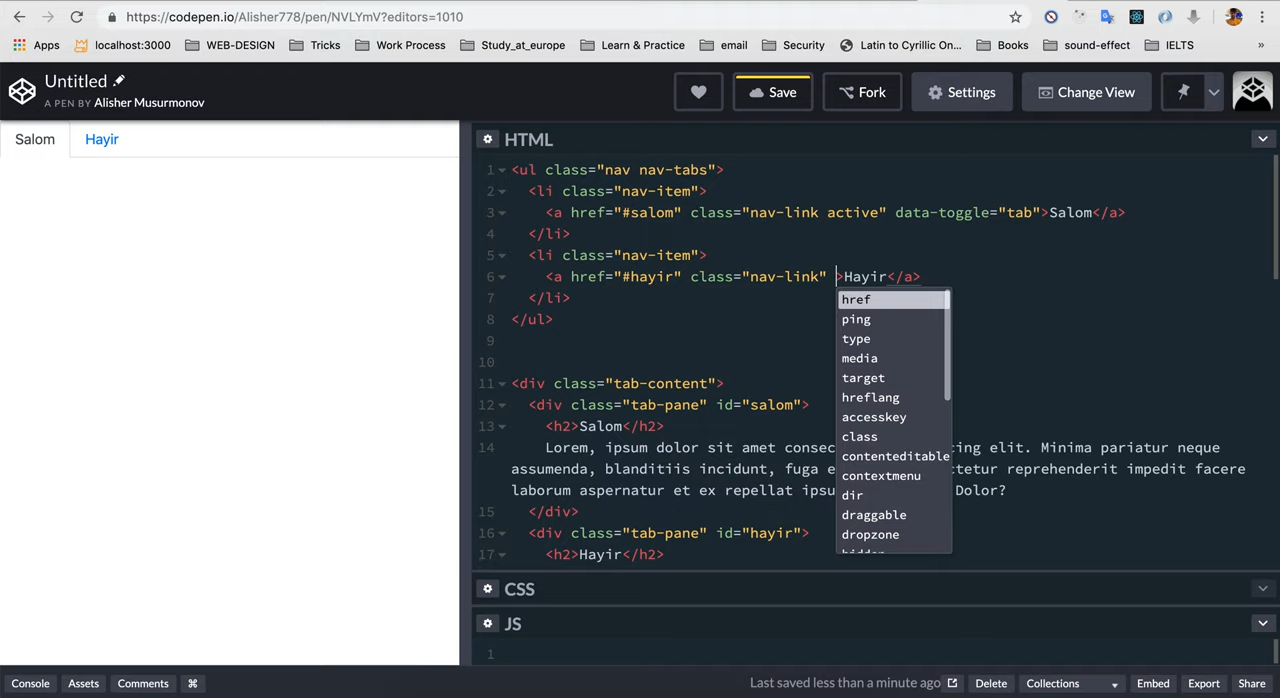 https://codepen.io/Alisher778/pen/NVLYmV?editors=1010
Apps localhost:3000 WEB-DESIGN Tricks Work Process Study_at_europe Learn & Practice email Security Latin to Cyrillic On... Books sound-effect IELTS »
Untitled
A PEN BY Alisher Musurmonov
Save Fork Settings Change View
Salom Hayir
HTML
1 <ul class="nav nav-tabs">
2 <li class="nav-item">
3 <a href="#salom" class="nav-link active" data-toggle="tab">Salom</a>
4 </li>
5 <li class="nav-item">
6 <a href="#hayir" class="nav-link" >Hayir</a>
7 </li>
8 </ul>
9
10
11 <div class="tab-content">
12 <div class="tab-pane" id="salom">
13 <h2>Salom</h2>
14 Lorem, ipsum dolor sit amet consec cing elit. Minima pariatur neque
assumenda, blanditiis incidunt, fuga e ctetur reprehenderit impedit facere
laborum aspernatur et ex repellat ipsu Dolor?
15 </div>
16 <div class="tab-pane" id="hayir">
17 <h2>Hayir</h2>
href
ping
type
media
target
hreflang
accesskey
class
contenteditable
contextmenu
dir
draggable
dropzone
hidden
CSS
JS
1
Console Assets Comments ⌘ Last saved less than a minute ago Delete Collections Embed Export Share